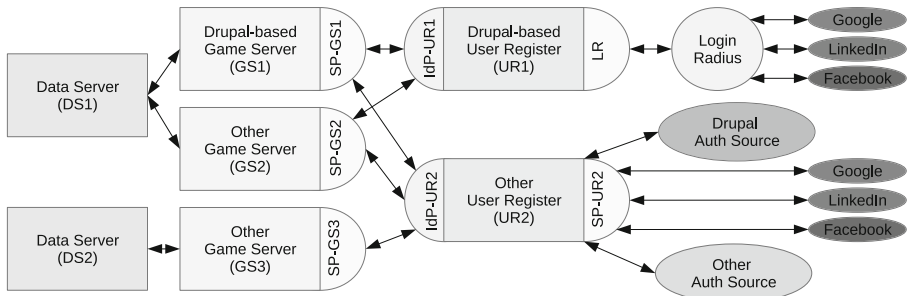 Data Server
(DS1)
Drupal-based
Game Server
(GS1)
SP-GS1
IdP-UR1
Drupal-based
User Register
(UR1)
LR
Login
Radius
Google
LinkedIn
Facebook
Other
Game Server
(GS2)
SP-GS2
Drupal
Auth Source
Data Server
(DS2)
Other
Game Server
(GS3)
SP-GS3
IdP-UR2
Other
User Register
(UR2)
SP-UR2
Google
LinkedIn
Facebook
Other
Auth Source